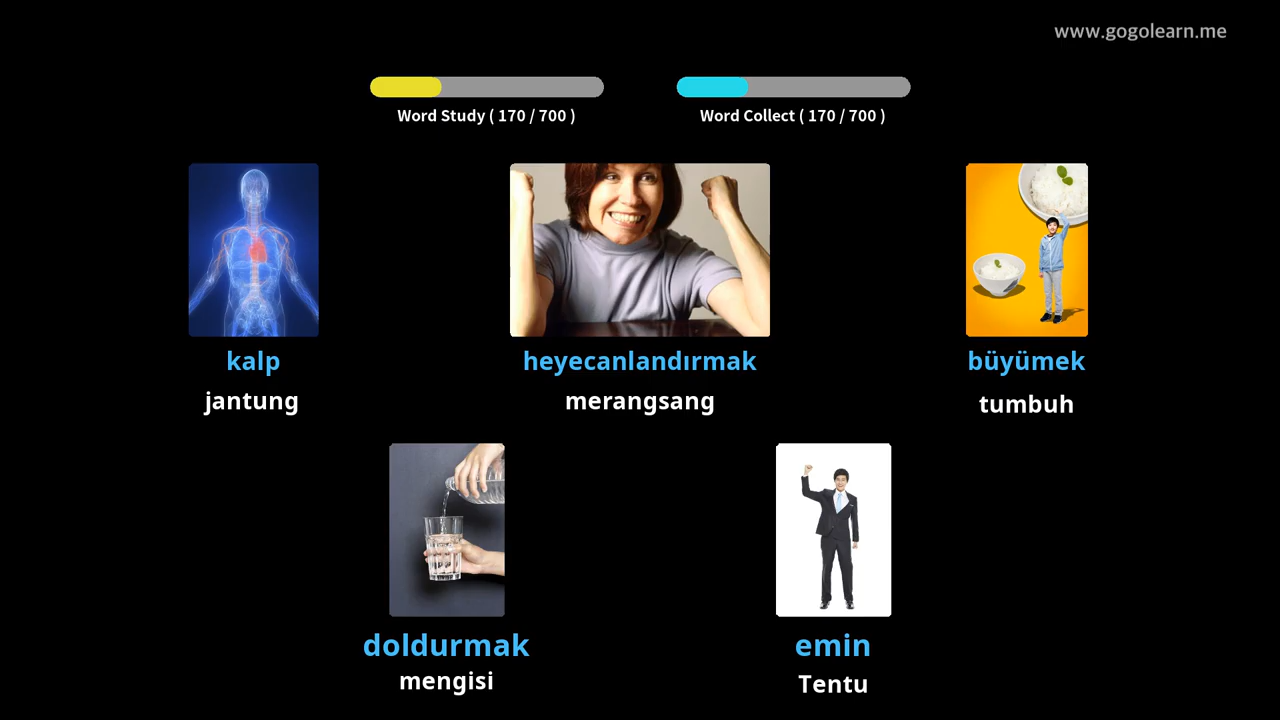 www.gogolearn.me
Word Study ( 170 / 700 )
Word Collect ( 170 / 700 )
kalp
jantung
heyecanlandırmak
merangsang
büyümek
tumbuh
doldurmak
mengisi
emin
Tentu